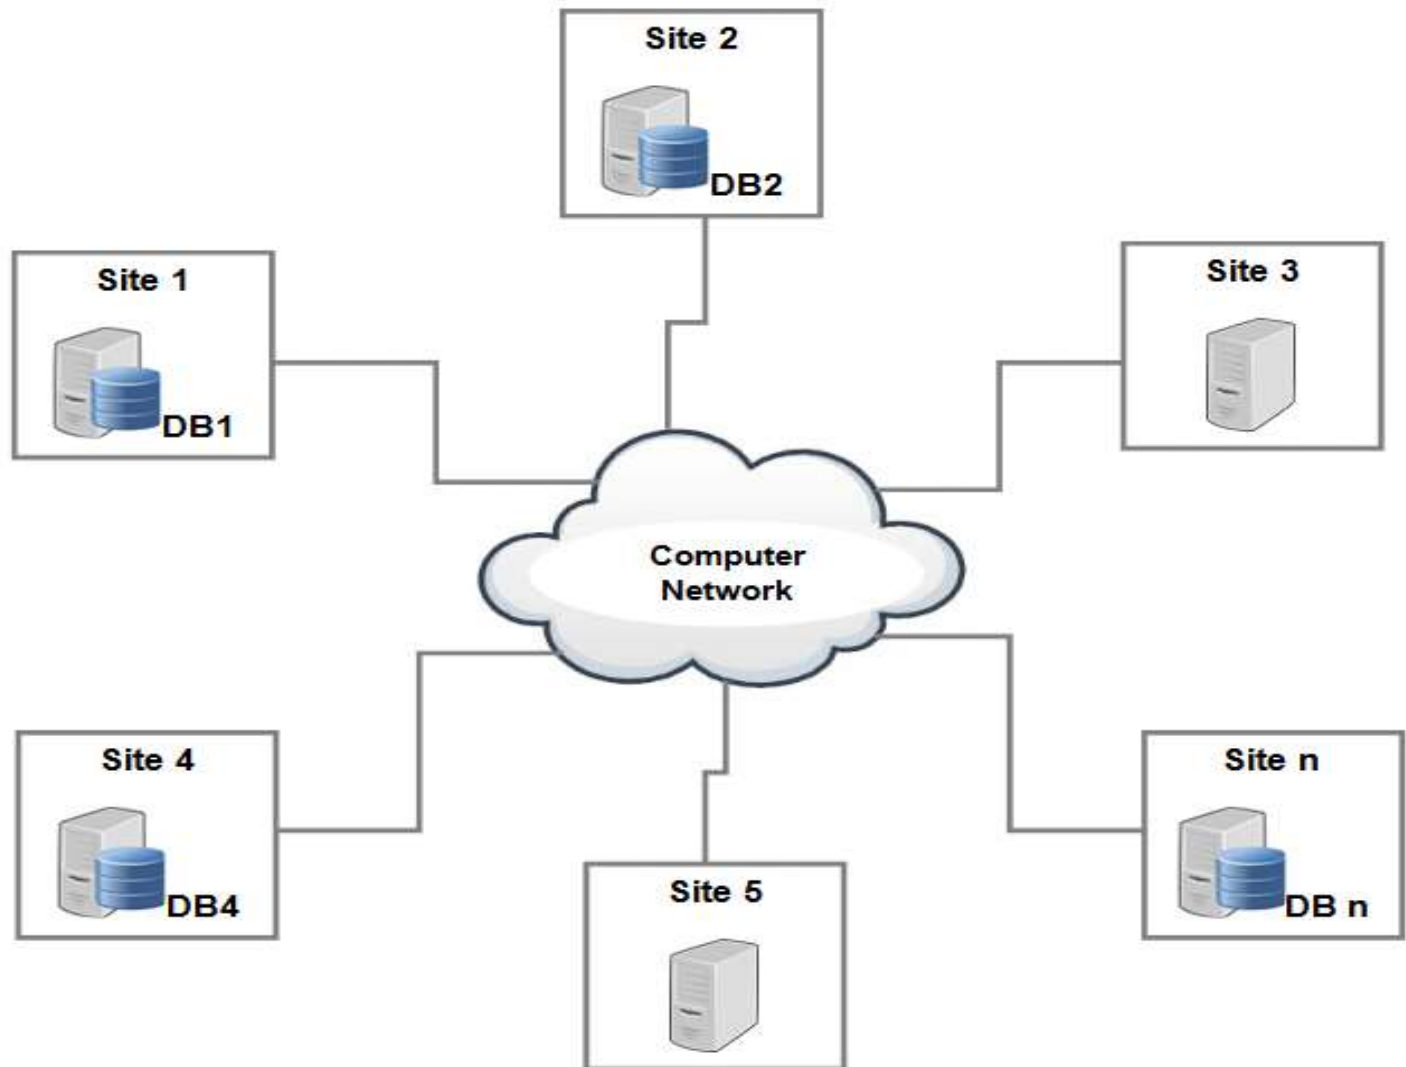 Site 2
DB2
Site 1
DB1
Site 3
Computer
Network
Site 4
DB4
Site 5
Site n
DB n